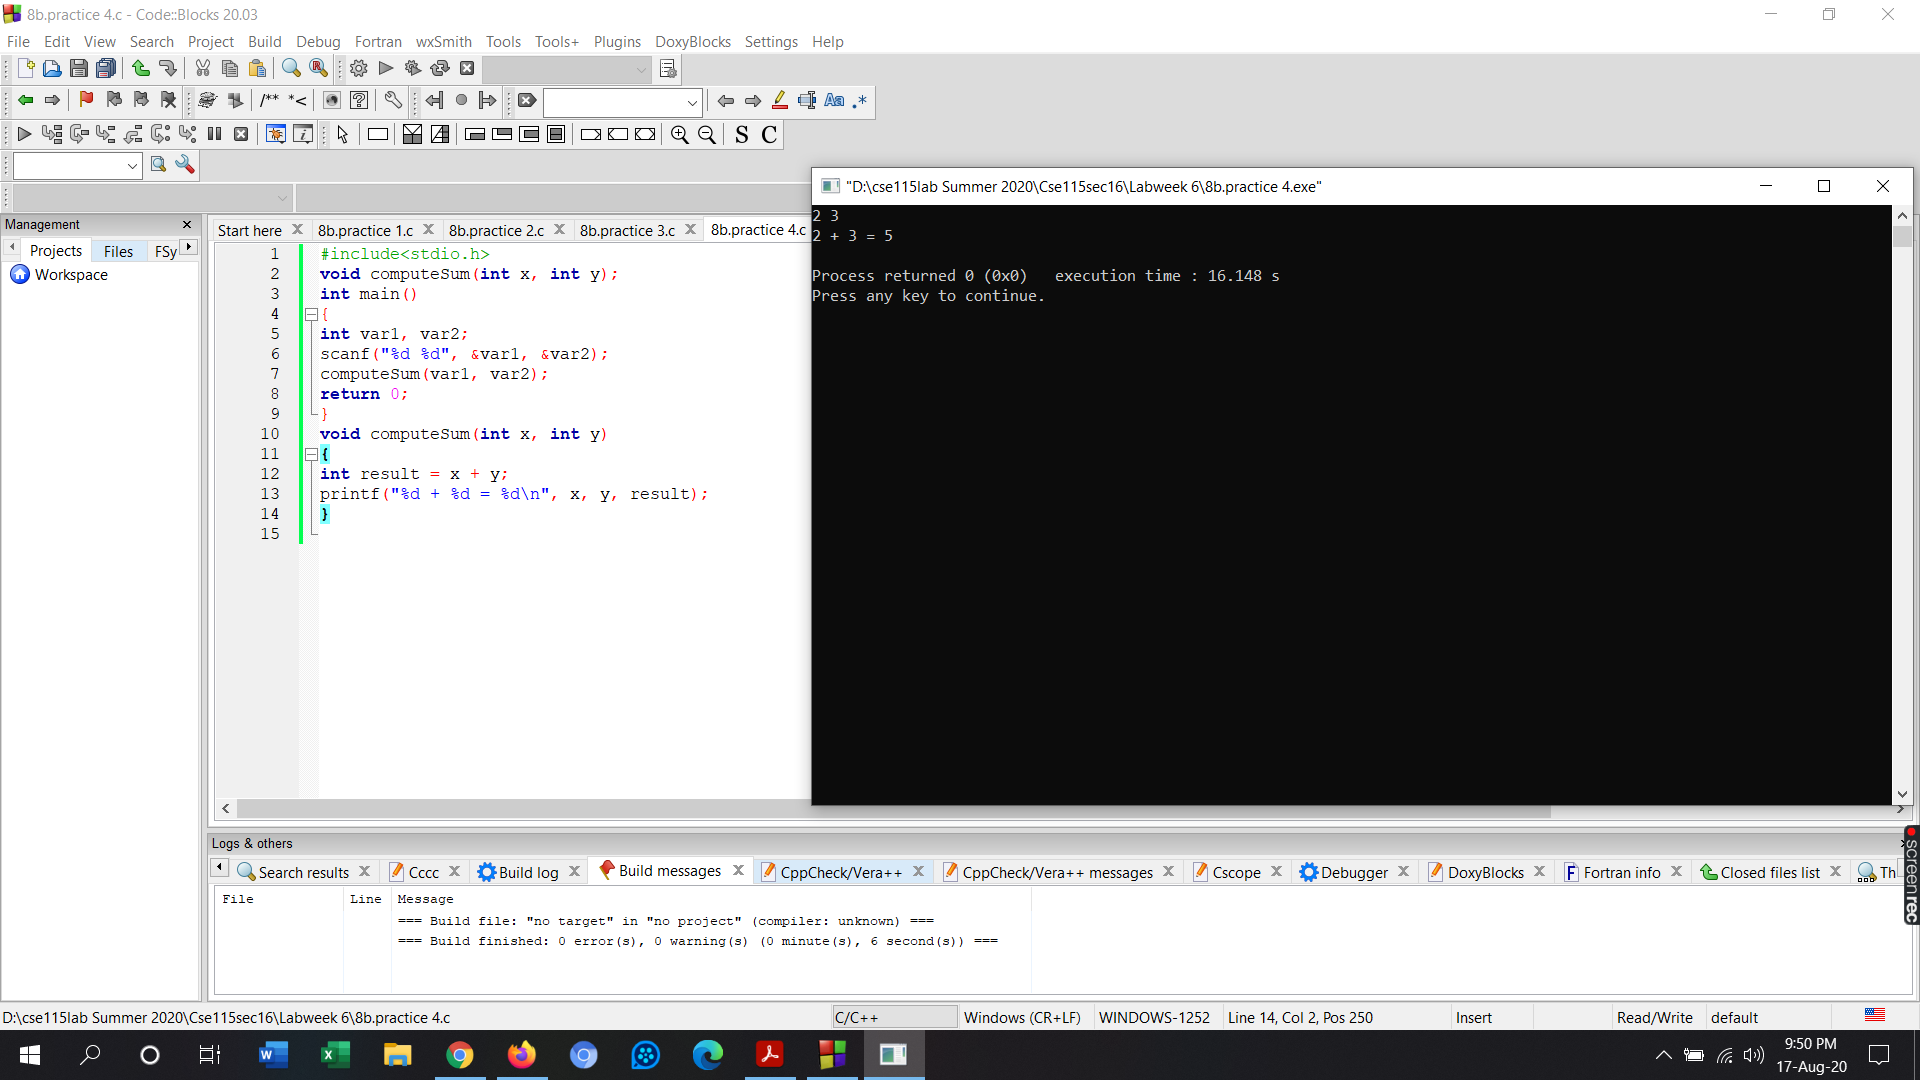 8b.practice 4.c - Code::Blocks 20.03
File Edit View Search Project Build Debug Fortran wxSmith Tools Tools+ Plugins DoxyBlocks Settings Help
/** *<
Aa .*
S C
Management
Projects Files FSy
Workspace
Start here 8b.practice 1.c 8b.practice 2.c 8b.practice 3.c 8b.practice 4.c
1 #include<stdio.h>
2 void computeSum(int x, int y);
3 int main()
4 {
5 int var1, var2;
6 scanf("%d %d", &var1, &var2);
7 computeSum(var1, var2);
8 return 0;
9 }
10 void computeSum(int x, int y)
11 {
12 int result = x + y;
13 printf("%d + %d = %d\n", x, y, result);
14 }
15
"D:\cse115lab Summer 2020\Cse115sec16\Labweek 6\8b.practice 4.exe"
2 3
2 + 3 = 5
Process returned 0 (0x0)   execution time : 16.148 s
Press any key to continue.
Logs & others
Search results Cccc Build log Build messages CppCheck/Vera++ CppCheck/Vera++ messages Cscope Debugger DoxyBlocks Fortran info Closed files list Th
File Line Message
=== Build file: "no target" in "no project" (compiler: unknown) ===
=== Build finished: 0 error(s), 0 warning(s) (0 minute(s), 6 second(s)) ===
screenrec
D:\cse115lab Summer 2020\Cse115sec16\Labweek 6\8b.practice 4.c C/C++ Windows (CR+LF) WINDOWS-1252 Line 14, Col 2, Pos 250 Insert Read/Write default
9:50 PM
17-Aug-20